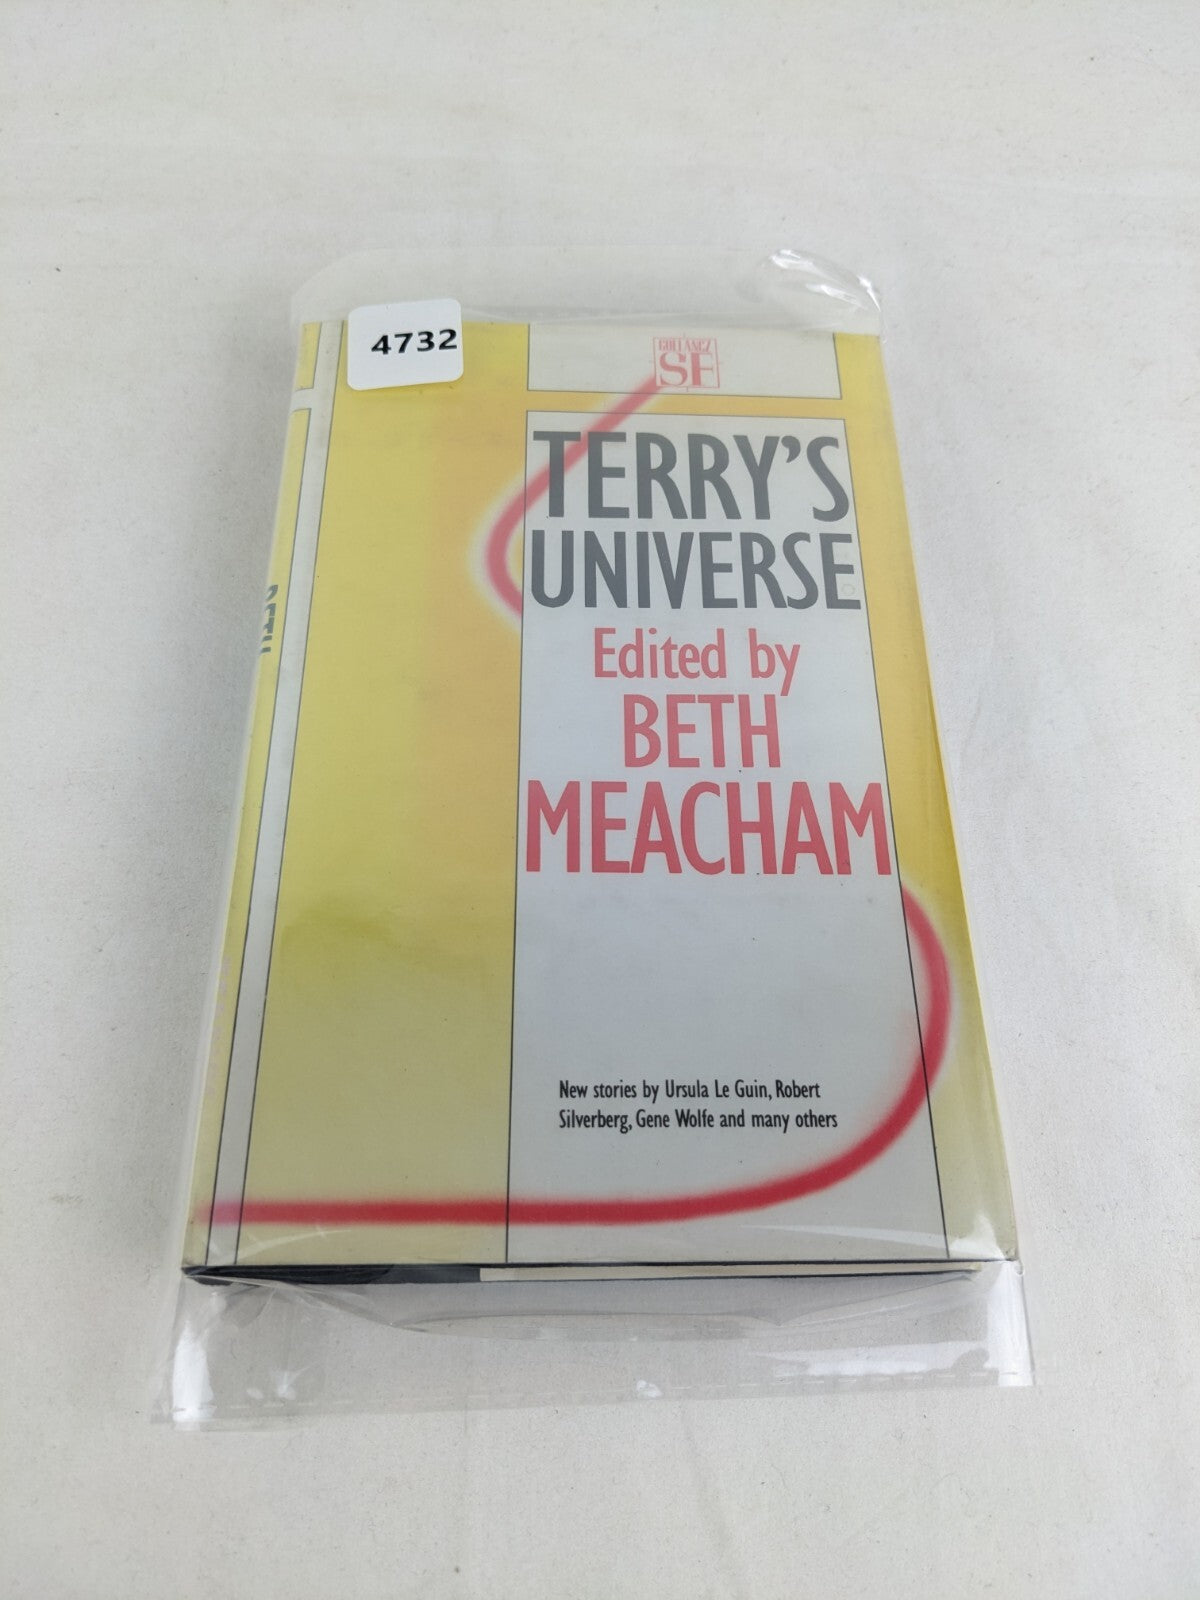 4732
GOLLANCZ
SF
TERRY'S
UNIVERSE
Edited by
BETH
MEACHAM
New stories by Ursula Le Guin, Robert
Silverberg, Gene Wolfe and many others
BETH